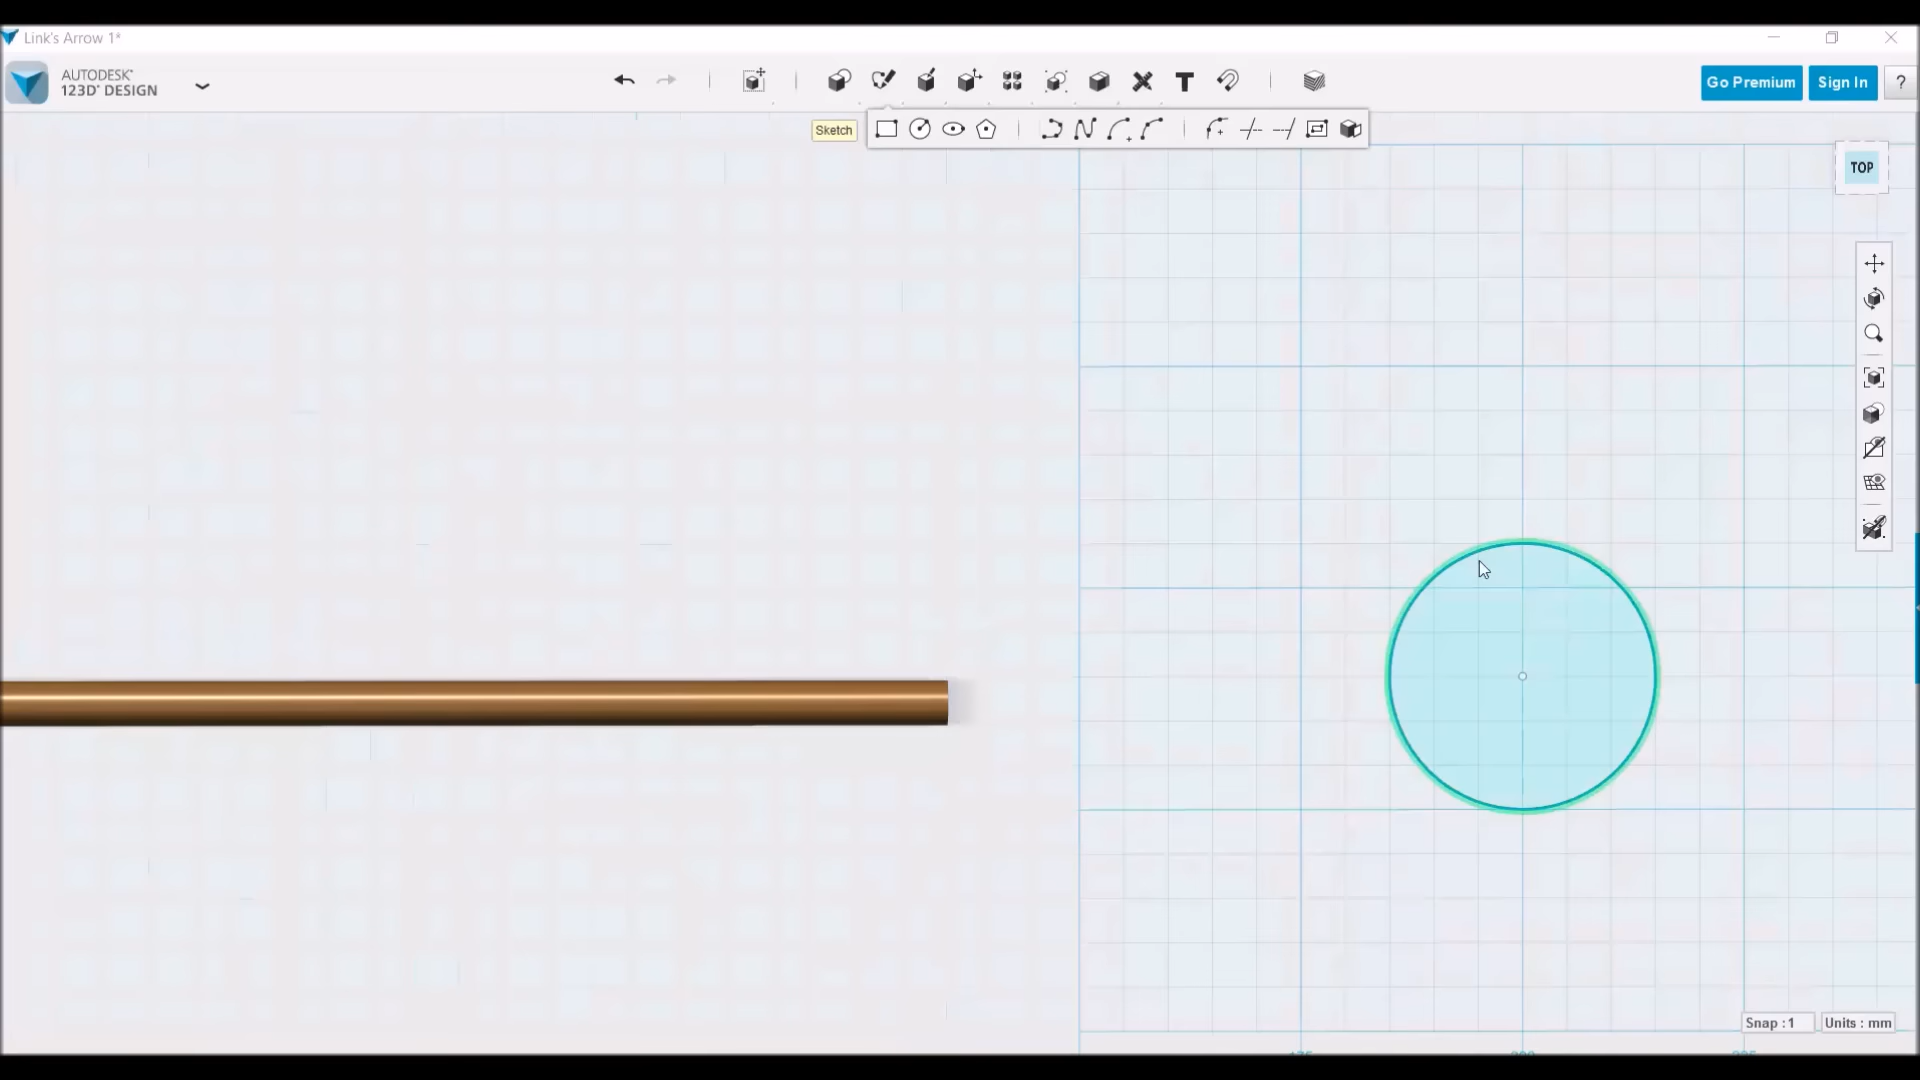 Link's Arrow 1*
AUTODESK®
123D® DESIGN
Go Premium
Sign In
?
Sketch
TOP
Snap : 1
Units : mm